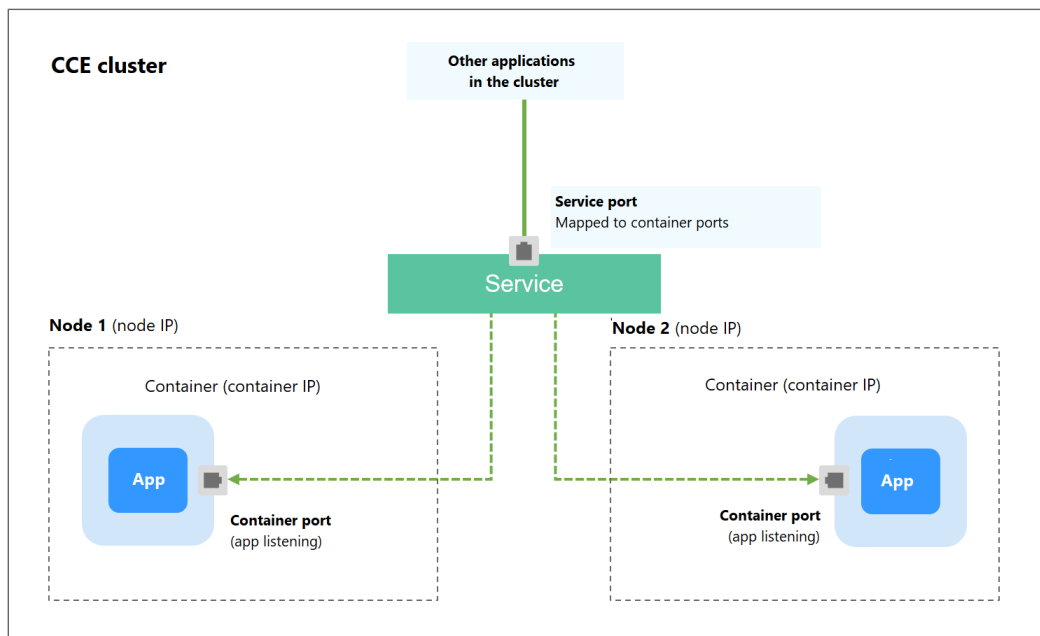 CCE cluster
Other applications
in the cluster
Service port
Mapped to container ports
Service
Node 1 (node IP)
Node 2 (node IP)
Container (container IP)
Container (container IP)
App
App
Container port
(app listening)
Container port
(app listening)